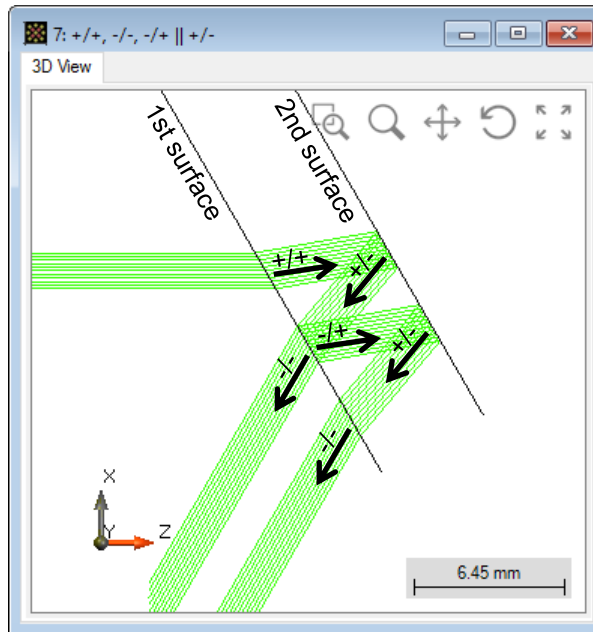 7: +/+, -/-, -/+ || +/-
3D View
1st surface
2nd surface
+/+
+/-
-/+
+/-
-/-
-/-
X
Y
Z
6.45 mm